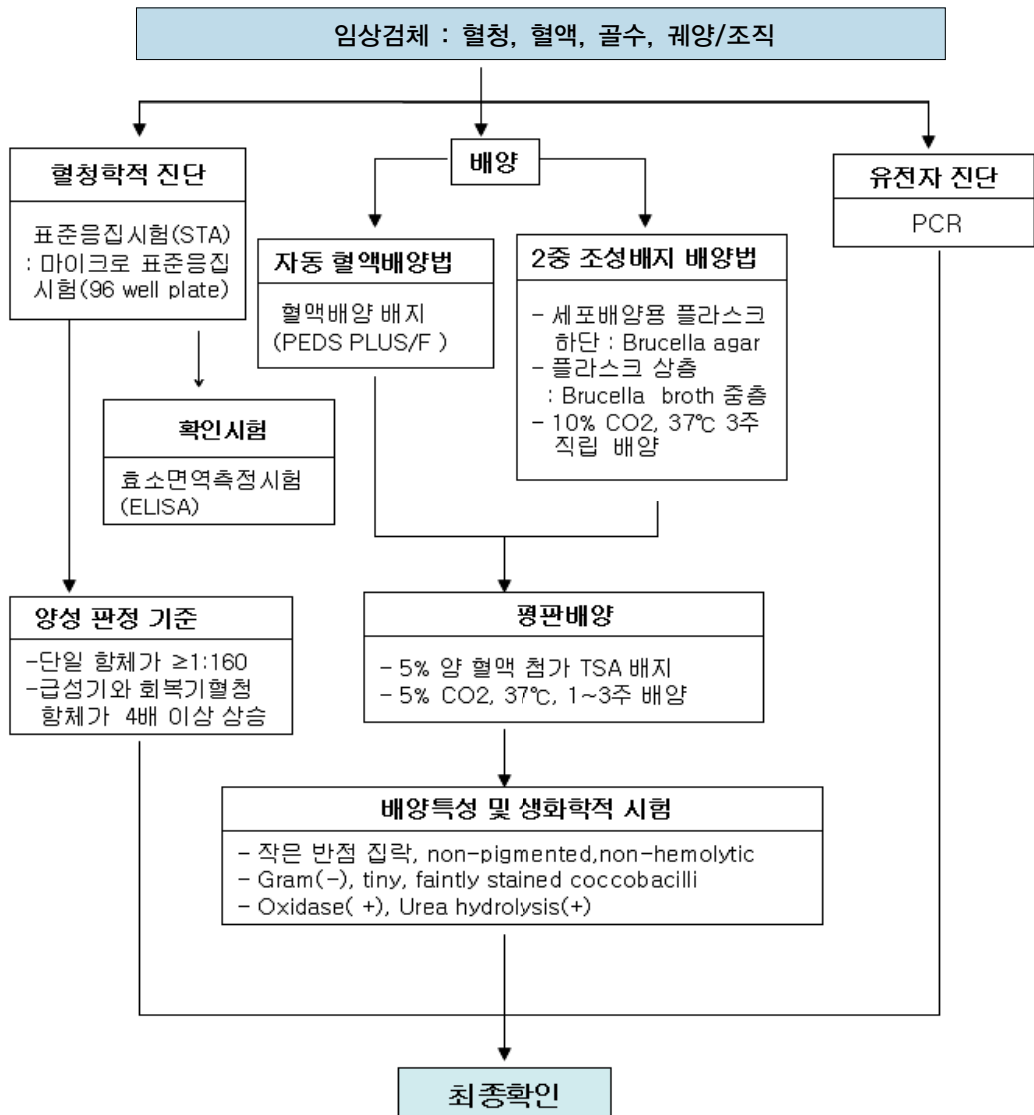 임상검체 : 혈청, 혈액, 골수, 궤양/조직
혈청학적 진단
표준응집시험(STA)
: 마이크로 표준응집
시험(96 well plate)
배양
유전자 진단
PCR
자동 혈액배양법
혈액배양 배지
(PEDS PLUS/F )
2중 조성배지 배양법
- 세포배양용 플라스크
하단 : Brucella agar
- 플라스크 상층
: Brucella broth 중층
- 10% CO2, 37℃ 3주
직립 배양
확인시험
효소면역측정시험
(ELISA)
양성 판정 기준
-단일 항체가 ≥1:160
-급성기와 회복기혈청
항체가 4배 이상 상승
평판배양
- 5% 양 혈액 첨가 TSA 배지
- 5% CO2, 37℃, 1~3주 배양
배양특성 및 생화학적 시험
- 작은 반점 집락, non-pigmented,non-hemolytic
- Gram(-), tiny, faintly stained coccobacilli
- Oxidase( +), Urea hydrolysis(+)
최종확인